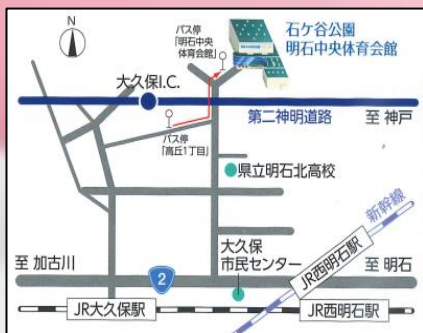 N
バス停
「明石中央
体育会館」
石ケ谷公園
明石中央体育会館
大久保I.C.
第二神明道路
至 神戸
バス停
「高丘1丁目」
県立明石北高校
新幹線
大久保
市民センター
JR西明石駅
至 加古川
2
至 明石
JR大久保駅
JR西明石駅